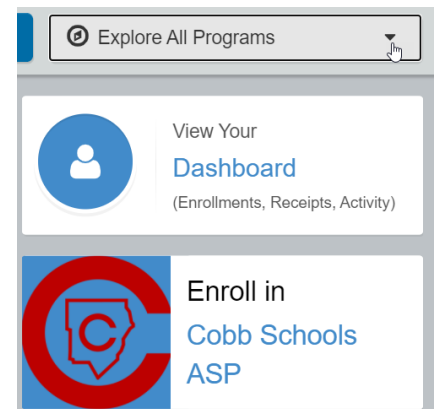 Explore All Programs
View Your
Dashboard
(Enrollments, Receipts, Activity)
C
Enroll in
Cobb Schools
ASP